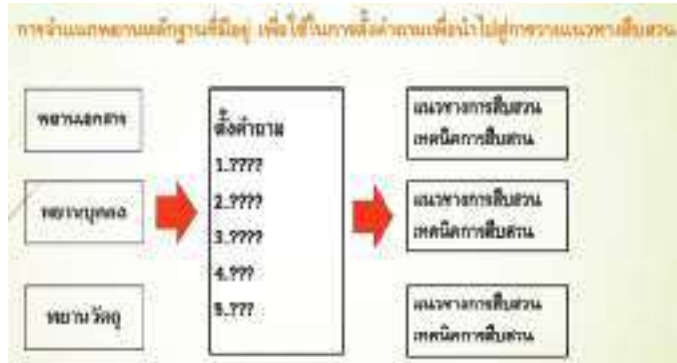 การจำแนกพยานหลักฐานที่มีอยู่ เพื่อใช้ในการตั้งคำถามเพื่อนำไปสู่การวางแนวทางสืบสวน
พยานเอกสาร
พยานบุคคล
พยานวัตถุ
ตั้งคำถาม
1.????
2.????
3.????
4.???
5.???
แนวทางการสืบสวน
เทคนิคการสืบสวน
แนวทางการสืบสวน
เทคนิคการสืบสวน
แนวทางการสืบสวน
เทคนิคการสืบสวน